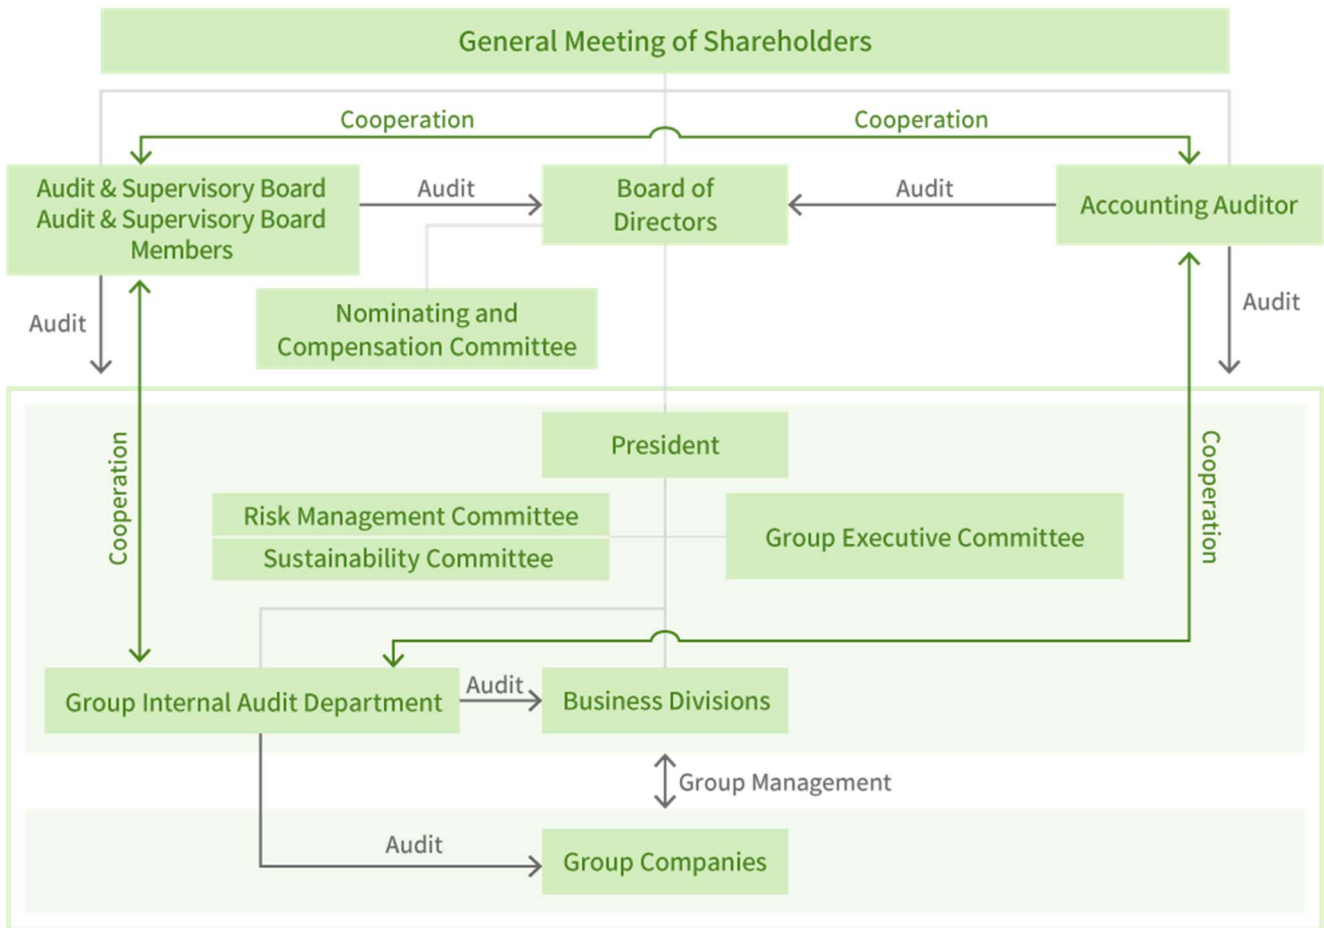 General Meeting of Shareholders
Cooperation
Cooperation
Audit & Supervisory Board
Audit & Supervisory Board
Members
Audit
Board of
Directors
Audit
Accounting Auditor
Nominating and
Compensation Committee
Audit
Audit
President
Cooperation
Cooperation
Risk Management Committee
Sustainability Committee
Group Executive Committee
Group Internal Audit Department
Audit
Business Divisions
Group Management
Audit
Group Companies